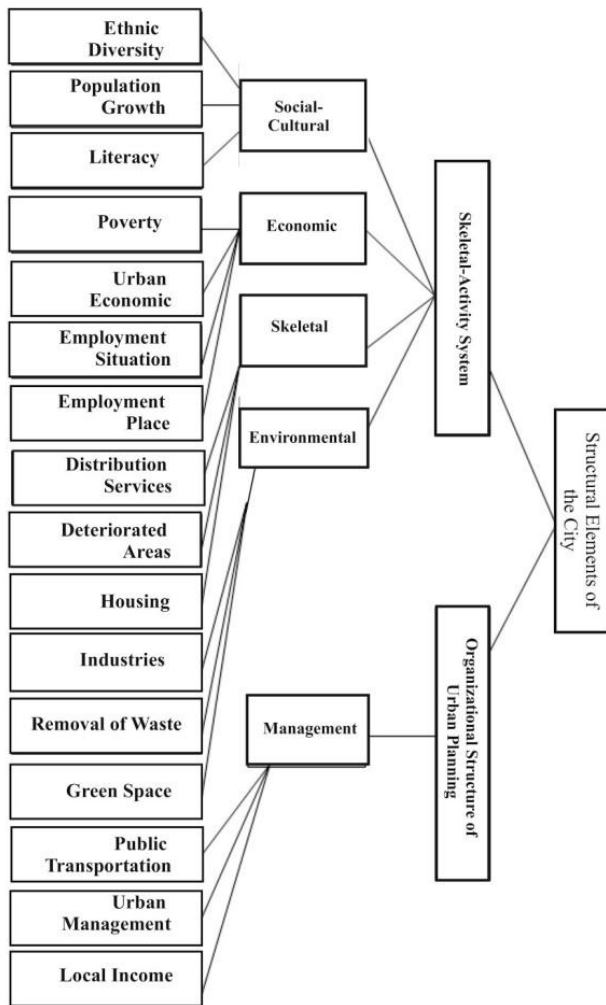 Ethnic
Diversity
Population
Growth
Literacy
Poverty
Urban
Economic
Employment
Situation
Employment
Place
Distribution
Services
Deteriorated
Areas
Housing
Industries
Removal of Waste
Green Space
Public
Transportation
Urban
Management
Local Income
Social-
Cultural
Economic
Skeletal
Environmental
Management
Skeletal-Activity System
Organizational Structure of
Urban Planning
Structural Elements of
the City